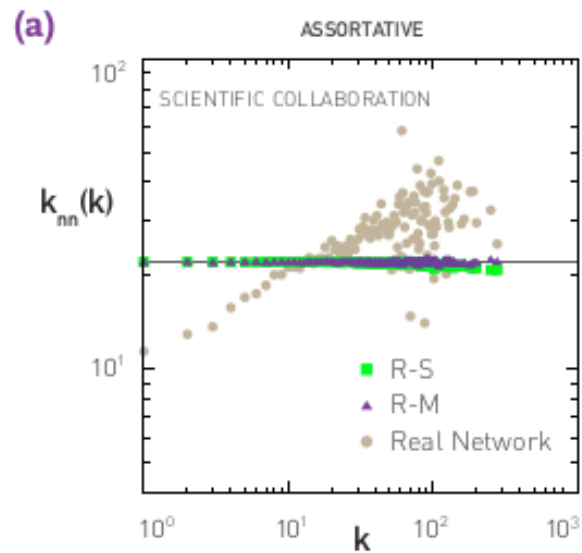 (a)
ASSORTATIVE
10²
SCIENTIFIC COLLABORATION
kₙₙ(k)
10¹
R-S
R-M
Real Network
10⁰ 10¹ 10² 10³
k